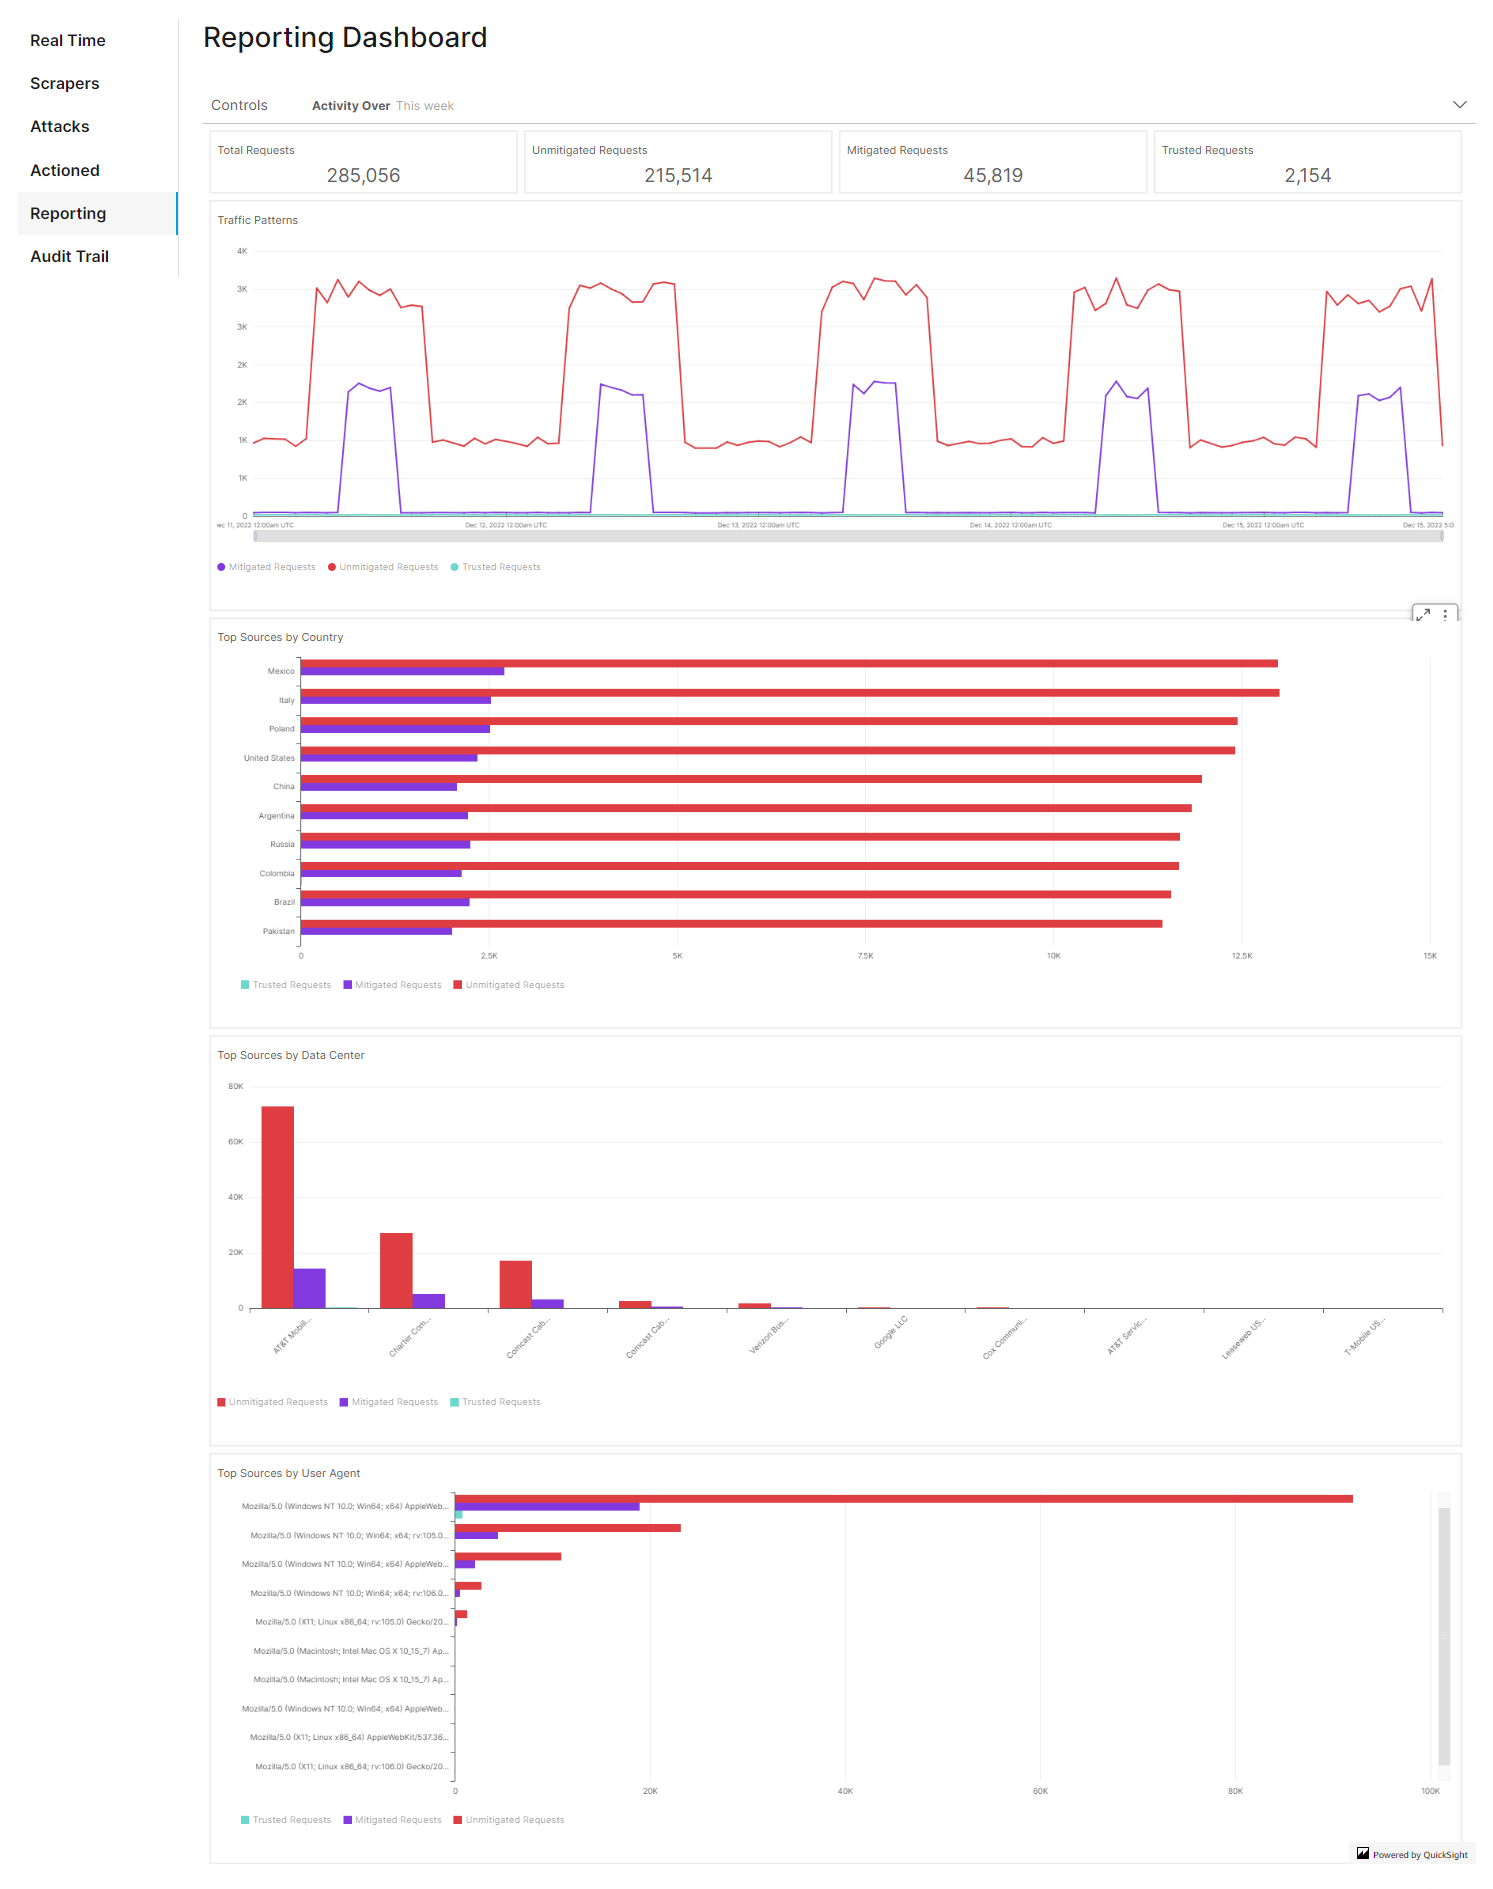 Real Time
Scrapers
Attacks
Actioned
Reporting
Audit Trail
Reporting Dashboard
Controls Activity Over This week
Total Requests
285,056
Unmitigated Requests
215,514
Mitigated Requests
45,819
Trusted Requests
2,154
Traffic Patterns
4K
3K
3K
2K
2K
1K
1K
0
ec 11, 2022 12:00am UTC Dec 12, 2022 12:00am UTC Dec 13, 2022 12:00am UTC Dec 14, 2022 12:00am UTC Dec 15, 2022 12:00am UTC Dec 15, 2022 5:0
Mitigated Requests Unmitigated Requests Trusted Requests
Top Sources by Country
Mexico
Italy
Poland
United States
China
Argentina
Russia
Colombia
Brazil
Pakistan
0 2.5K 5K 7.5K 10K 12.5K 15K
Trusted Requests Mitigated Requests Unmitigated Requests
Top Sources by Data Center
80K
60K
40K
20K
0
AT&T Mobili... Charter Com... Comcast Cab... Comcast Cab... Verizon Bus... Google LLC Cox Communi... AT&T Servic... Leaseweb US... T-Mobile US...
Unmitigated Requests Mitigated Requests Trusted Requests
Top Sources by User Agent
Mozilla/5.0 (Windows NT 10.0; Win64; x64) AppleWeb...
Mozilla/5.0 (Windows NT 10.0; Win64; x64; rv:105.0...
Mozilla/5.0 (Windows NT 10.0; Win64; x64) AppleWeb...
Mozilla/5.0 (Windows NT 10.0; Win64; x64; rv:106.0...
Mozilla/5.0 (X11; Linux x86_64; rv:105.0) Gecko/20...
Mozilla/5.0 (Macintosh; Intel Mac OS X 10_15_7) Ap...
Mozilla/5.0 (Macintosh; Intel Mac OS X 10_15_7) Ap...
Mozilla/5.0 (Windows NT 10.0; Win64; x64) AppleWeb...
Mozilla/5.0 (X11; Linux x86_64) AppleWebKit/537.36...
Mozilla/5.0 (X11; Linux x86_64; rv:106.0) Gecko/20...
0 20K 40K 60K 80K 100K
Trusted Requests Mitigated Requests Unmitigated Requests
Powered by QuickSight